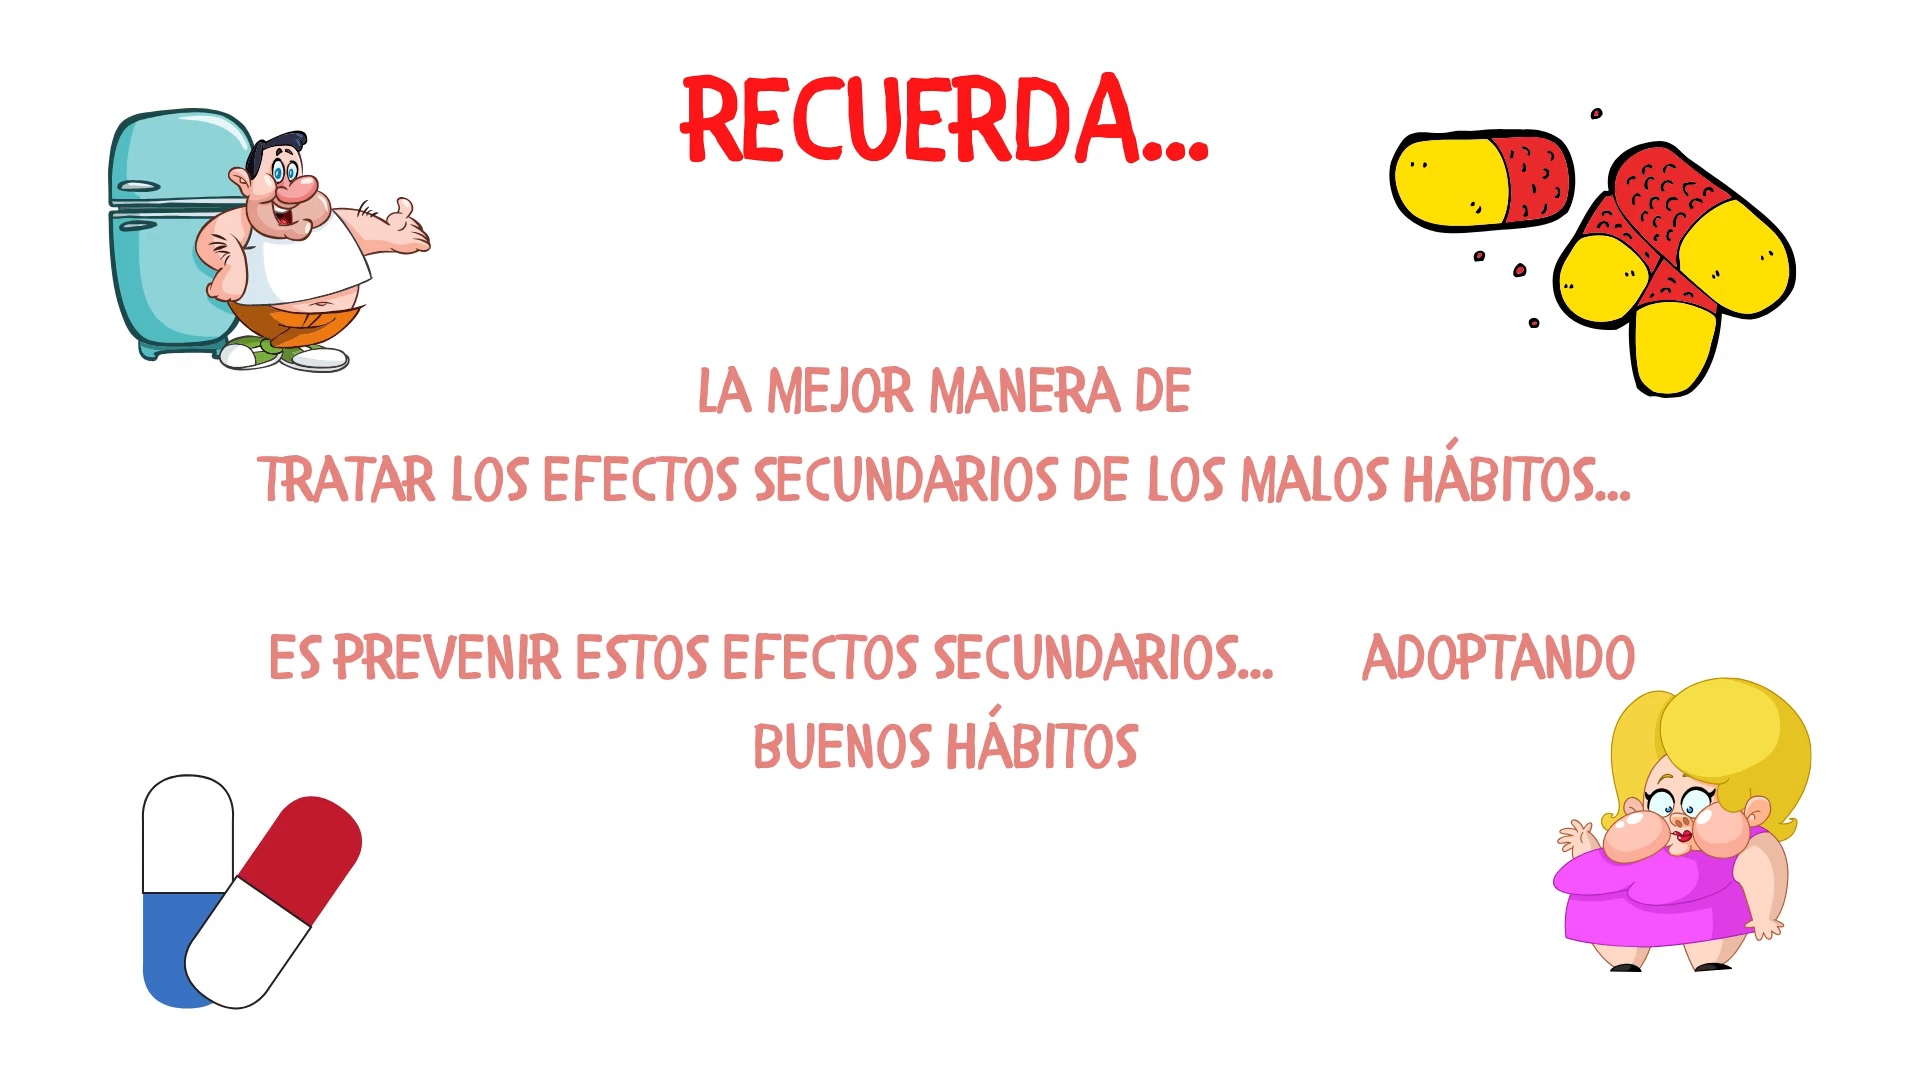 RECUERDA...
LA MEJOR MANERA DE
TRATAR LOS EFECTOS SECUNDARIOS DE LOS MALOS HÁBITOS...
ES PREVENIR ESTOS EFECTOS SECUNDARIOS... ADOPTANDO
BUENOS HÁBITOS